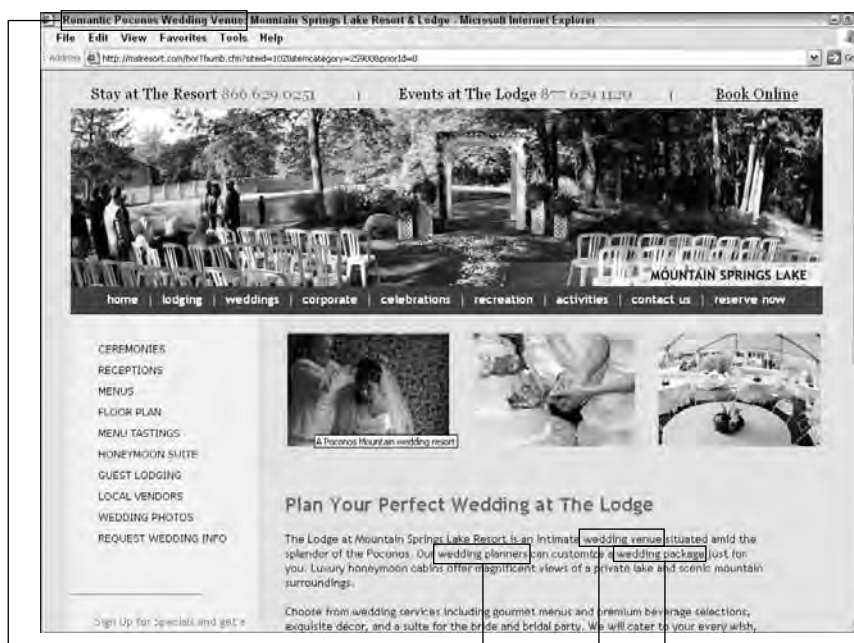 Romantic Poconos Wedding Venue: Mountain Springs Lake Resort & Lodge - Microsoft Internet Explorer
File Edit View Favorites Tools Help
Address
Stay at The Resort 866 629 0251 | Events at The Lodge 877 629 1120 | Book Online
MOUNTAIN SPRINGS LAKE
home | lodging | weddings | corporate | celebrations | recreation | activities | contact us | reserve now
CEREMONIES
RECEPTIONS
MENUS
FLOOR PLAN
MENU TASTINGS
HONEYMOON SUITE
GUEST LODGING
LOCAL VENDORS
WEDDING PHOTOS
REQUEST WEDDING INFO
Sign Up for Specials and get a
A Poconos Mountain wedding resort
Plan Your Perfect Wedding at The Lodge
The Lodge at Mountain Springs Lake Resort is an intimate wedding venue situated amid the
splendor of the Poconos. Our wedding planners can customize a wedding package just for
you. Luxury honeymoon cabins offer magnificent views of a private lake and scenic mountain
surroundings.
Choose from wedding services including gourmet menus and premium beverage selections,
exquisite decor, and a suite for the bride and bridal party. We will cater to your every wish,